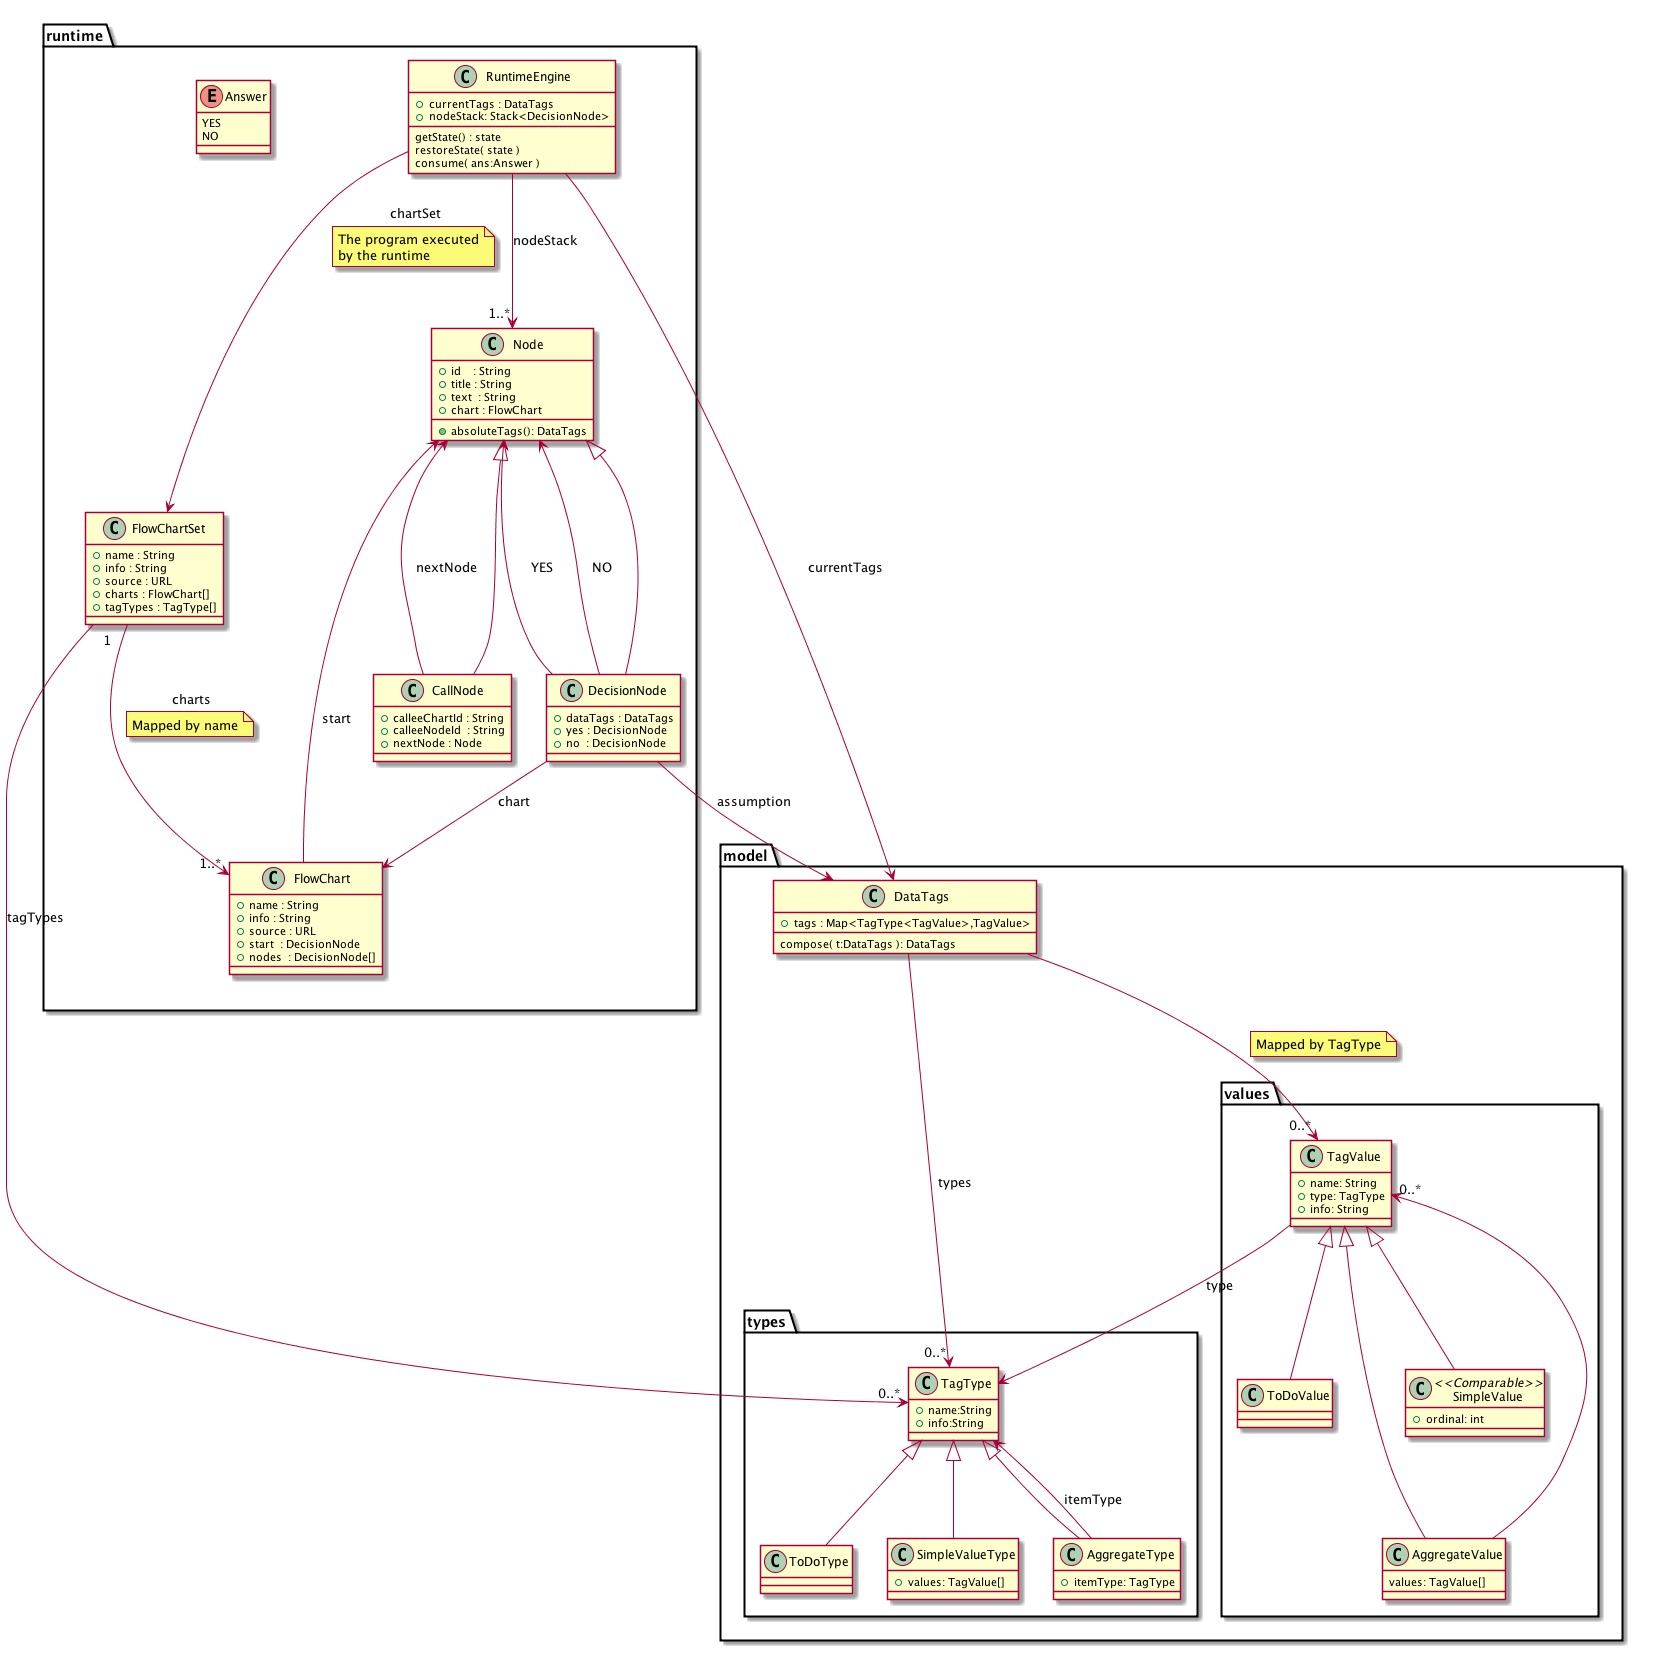 runtime
E Answer
YES
NO
C RuntimeEngine
currentTags : DataTags
nodeStack: Stack<DecisionNode>
getState() : state
restoreState( state )
consume( ans:Answer )
chartSet
The program executed
by the runtime
nodeStack
1..*
C Node
id : String
title : String
text : String
chart : FlowChart
absoluteTags(): DataTags
C FlowChartSet
name : String
info : String
source : URL
charts : FlowChart[]
tagTypes : TagType[]
nextNode
YES
NO
currentTags
1
charts
Mapped by name
start
C CallNode
calleeChartId : String
calleeNodeId : String
nextNode : Node
C DecisionNode
dataTags : DataTags
yes : DecisionNode
no : DecisionNode
chart
assumption
1..*
tagTypes
C FlowChart
name : String
info : String
source : URL
start : DecisionNode
nodes : DecisionNode[]
model
C DataTags
tags : Map<TagType<TagValue>,TagValue>
compose( t:DataTags ): DataTags
Mapped by TagType
types
values
0..*
C TagValue
name: String
type: TagType
info: String
0..*
type
C ToDoValue
C <<Comparable>>
SimpleValue
ordinal: int
C AggregateValue
values: TagValue[]
types
0..*
0..*
C TagType
name:String
info:String
itemType
C ToDoType
C SimpleValueType
values: TagValue[]
C AggregateType
itemType: TagType